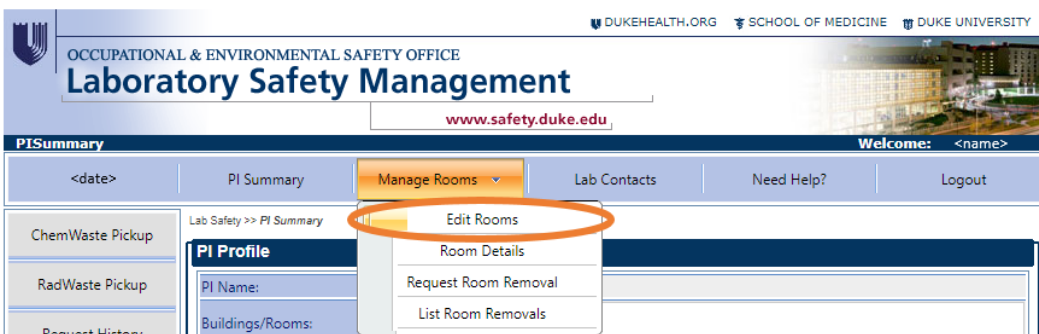 DUKEHEALTH.ORG SCHOOL OF MEDICINE DUKE UNIVERSITY
OCCUPATIONAL & ENVIRONMENTAL SAFETY OFFICE
Laboratory Safety Management
www.safety.duke.edu
PISummary Welcome: <name>
<date> PI Summary Manage Rooms Lab Contacts Need Help? Logout
Lab Safety >> PI Summary
Edit Rooms
Room Details
Request Room Removal
List Room Removals
ChemWaste Pickup
RadWaste Pickup
Request History
PI Profile
PI Name:
Buildings/Rooms: